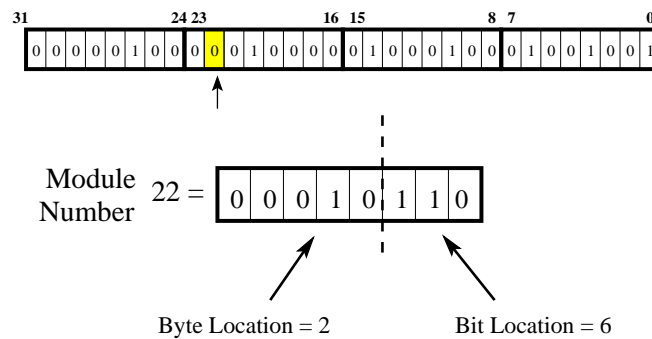 31 24 23 16 15 8 7 0
0 0 0 0 0 1 0 0 0 0 0 1 0 0 0 0 0 1 0 0 0 1 0 0 0 1 0 0 1 0 0 1
Module Number 22 = 0 0 0 1 0 1 1 0
Byte Location = 2 Bit Location = 6